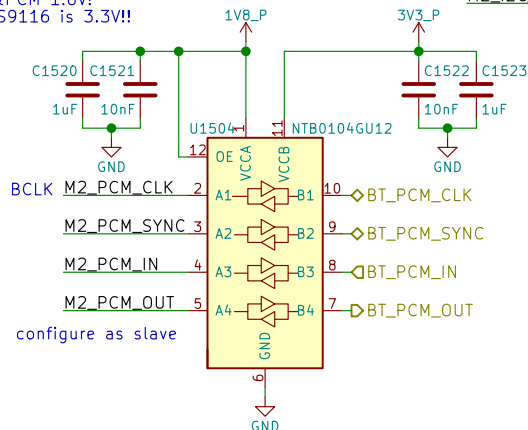 PCM 1.8V!
S9116 is 3.3V!!
1V8_P
3V3_P
C1520
C1521
C1522
C1523
1uF
10nF
10nF
1uF
GND
GND
U1504
NTB0104GU12
1
11
12
OE
VCCA
VCCB
BCLK
M2_PCM_CLK
2
A1
B1
10
BT_PCM_CLK
M2_PCM_SYNC
3
A2
B2
9
BT_PCM_SYNC
M2_PCM_IN
4
A3
B3
8
BT_PCM_IN
M2_PCM_OUT
5
A4
B4
7
BT_PCM_OUT
configure as slave
GND
6
GND